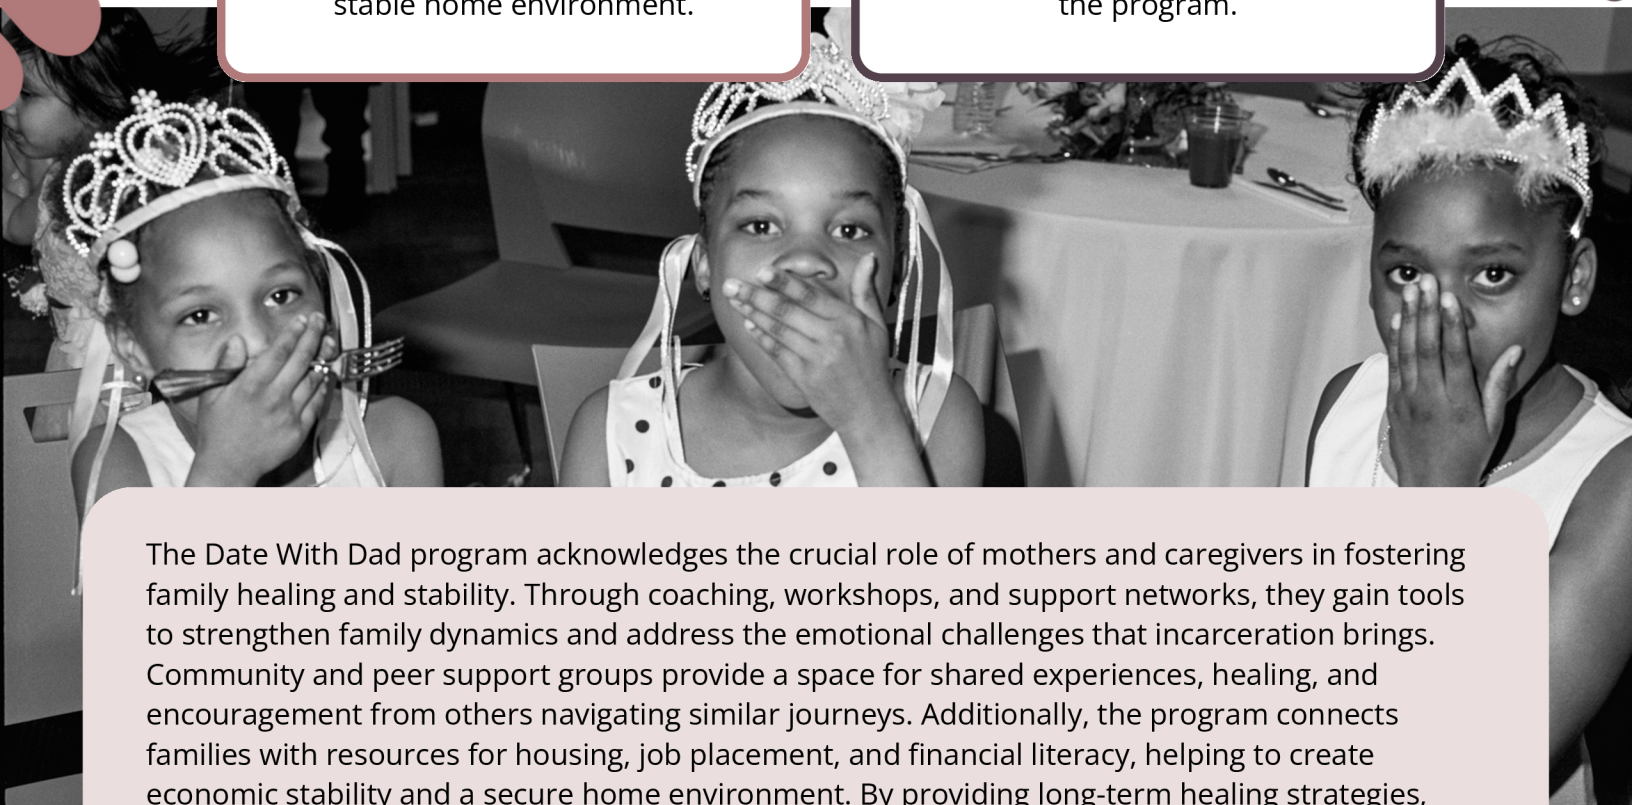 stable home environment.
the program.
The Date With Dad program acknowledges the crucial role of mothers and caregivers in fostering
family healing and stability. Through coaching, workshops, and support networks, they gain tools
to strengthen family dynamics and address the emotional challenges that incarceration brings.
Community and peer support groups provide a space for shared experiences, healing, and
encouragement from others navigating similar journeys. Additionally, the program connects
families with resources for housing, job placement, and financial literacy, helping to create
economic stability and a secure home environment. By providing long-term healing strategies,